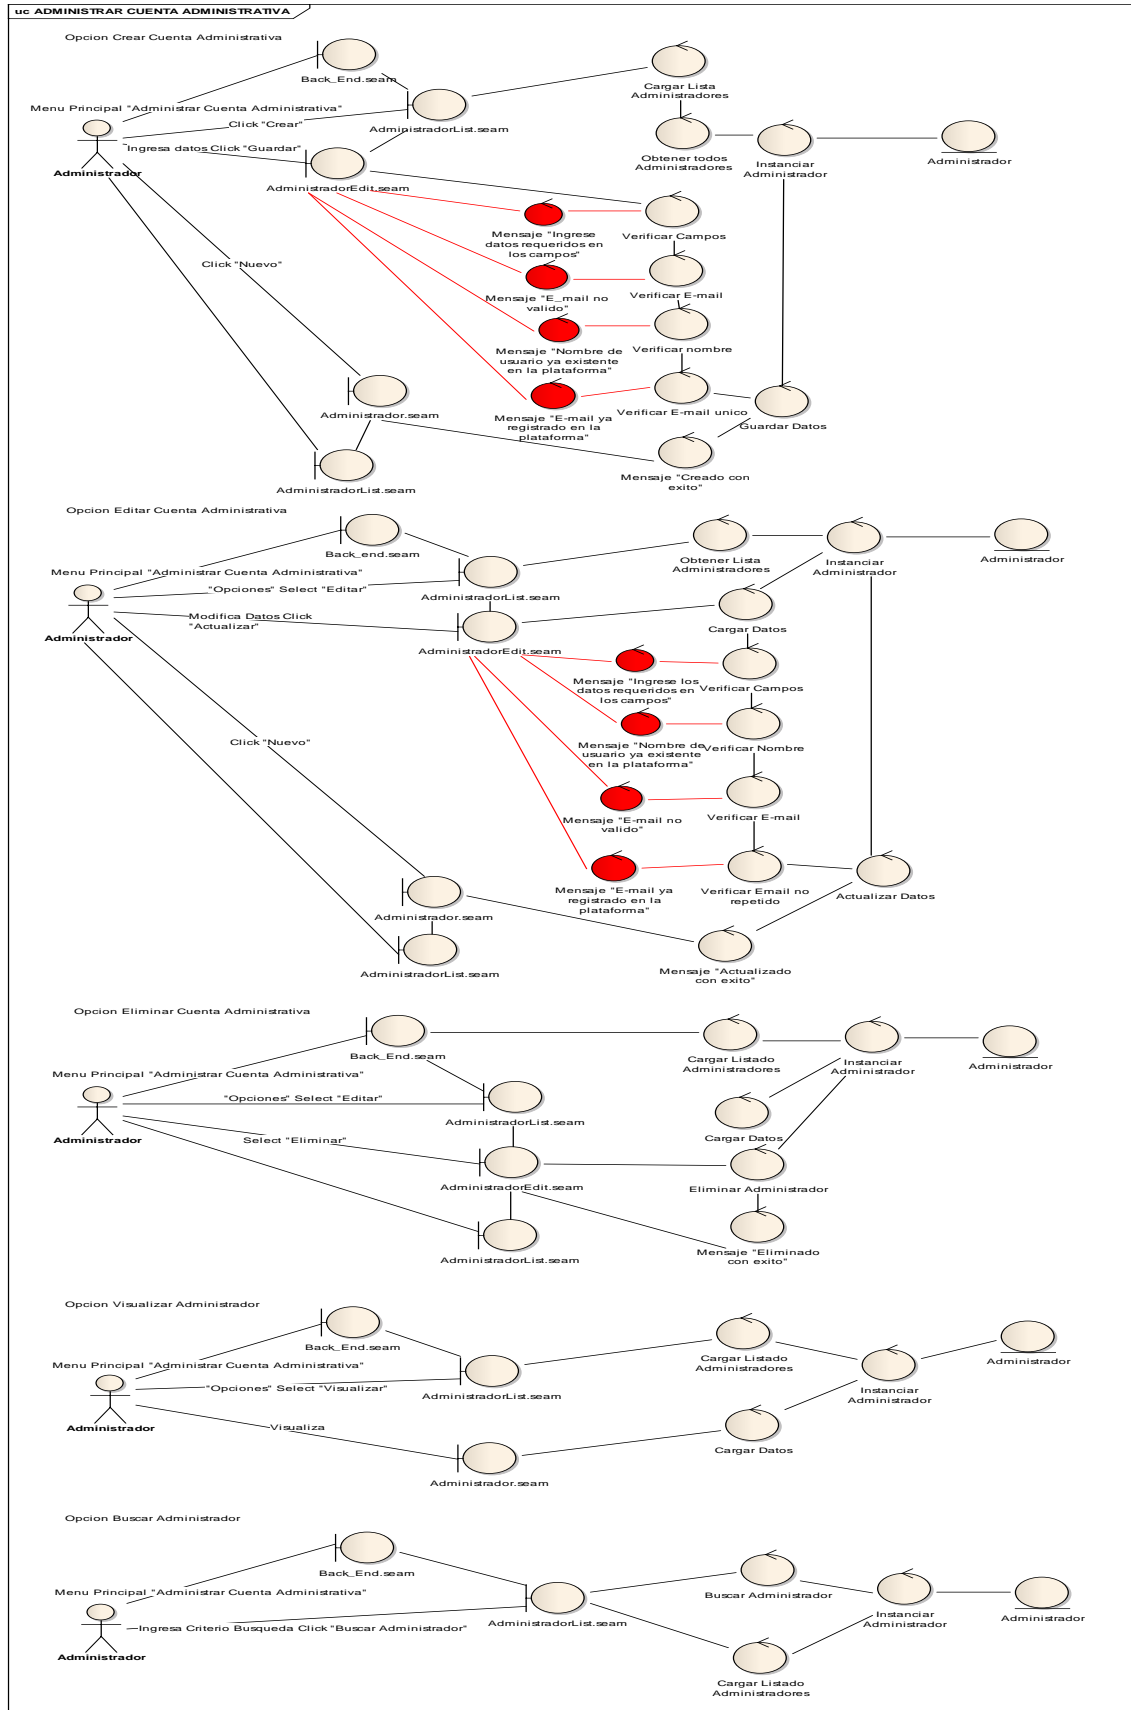 uc ADMINISTRAR CUENTA ADMINISTRATIVA
Opcion Crear Cuenta Administrativa
Back_End.seam
Cargar Lista
Administradores
Menu Principal "Administrar Cuenta Administrativa"
Click "Crear"
AdministradorList.seam
Administrador
Ingresa datos Click "Guardar"
Obtener todos
Administradores
Instanciar
Administrador
Administrador
AdministradorEdit.seam
Mensaje "Ingrese
datos requeridos en
los campos"
Verificar Campos
Click "Nuevo"
Mensaje "E_mail no
valido"
Verificar E-mail
Mensaje "Nombre de
usuario ya existente
en la plataforma"
Verificar nombre
Administrador.seam
Mensaje "E-mail ya
registrado en la
plataforma"
Verificar E-mail unico
Guardar Datos
AdministradorList.seam
Mensaje "Creado con
exito"
Opcion Editar Cuenta Administrativa
Back_end.seam
Obtener Lista
Administradores
Instanciar
Administrador
Administrador
Menu Principal "Administrar Cuenta Administrativa"
"Opciones" Select "Editar"
AdministradorList.seam
Administrador
Modifica Datos Click
"Actualizar"
Cargar Datos
AdministradorEdit.seam
Mensaje "Ingrese los
datos requeridos en
los campos"
Verificar Campos
Click "Nuevo"
Mensaje "Nombre de
usuario ya existente
en la plataforma"
Verificar Nombre
Mensaje "E-mail no
valido"
Verificar E-mail
Mensaje "E-mail ya
registrado en la
plataforma"
Verificar Email no
repetido
Actualizar Datos
Administrador.seam
AdministradorList.seam
Mensaje "Actualizado
con exito"
Opcion Eliminar Cuenta Administrativa
Back_End.seam
Cargar Listado
Administradores
Instanciar
Administrador
Administrador
Menu Principal "Administrar Cuenta Administrativa"
"Opciones" Select "Editar"
AdministradorList.seam
Administrador
Select "Eliminar"
Cargar Datos
AdministradorEdit.seam
Eliminar Administrador
AdministradorList.seam
Mensaje "Eliminado
con exito"
Opcion Visualizar Administrador
Back_End.seam
Cargar Listado
Administradores
Administrador
Menu Principal "Administrar Cuenta Administrativa"
"Opciones" Select "Visualizar"
AdministradorList.seam
Instanciar
Administrador
Administrador
Visualiza
Cargar Datos
Administrador.seam
Opcion Buscar Administrador
Back_End.seam
Menu Principal "Administrar Cuenta Administrativa"
Buscar Administrador
Ingresa Criterio Busqueda Click "Buscar Administrador"
AdministradorList.seam
Instanciar
Administrador
Administrador
Administrador
Cargar Listado
Administradores